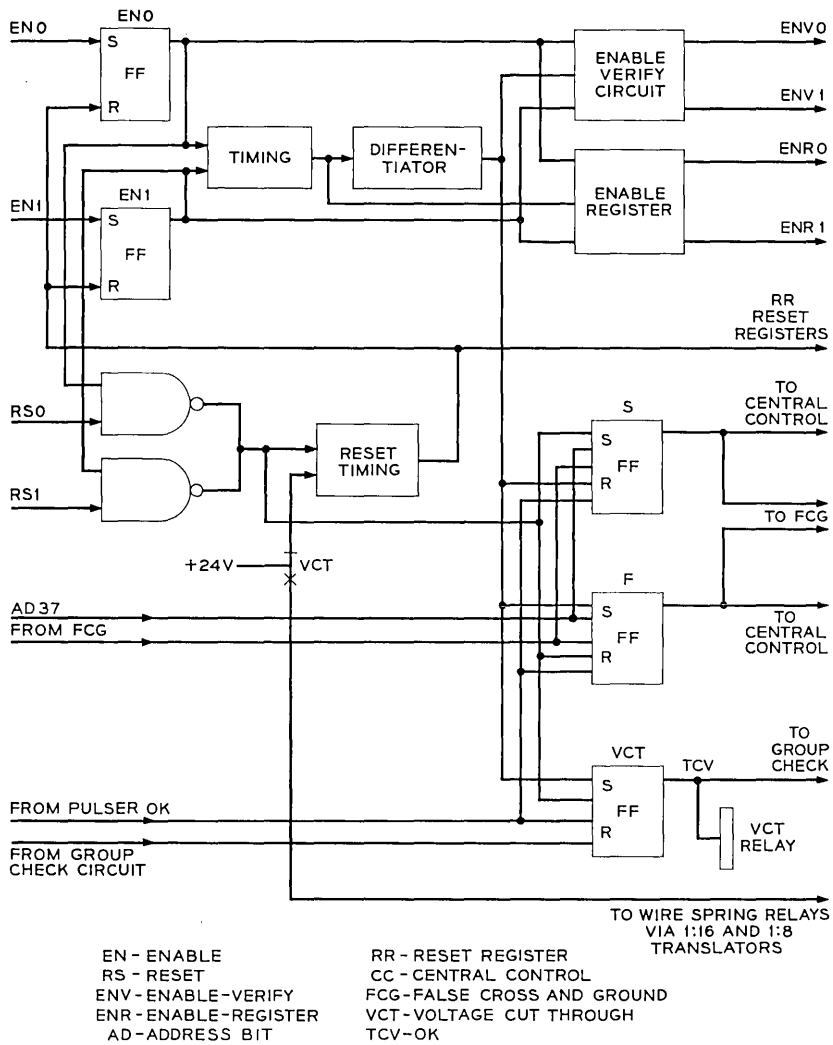 EN0
EN0
S
FF
R
EN1
EN1
S
FF
R
TIMING
DIFFEREN-
TIATOR
ENABLE
VERIFY
CIRCUIT
ENABLE
REGISTER
ENV0
ENV1
ENR0
ENR1
RR
RESET
REGISTERS
RS0
RS1
RESET
TIMING
+24V
VCT
S
S
FF
R
TO
CENTRAL
CONTROL
TO FCG
AD37
FROM FCG
F
S
FF
R
TO
CENTRAL
CONTROL
VCT
S
FF
R
TCV
TO
GROUP
CHECK
VCT
RELAY
FROM PULSER OK
FROM GROUP
CHECK CIRCUIT
TO WIRE SPRING RELAYS
VIA 1:16 AND 1:8
TRANSLATORS
EN-ENABLE
RS-RESET
ENV-ENABLE-VERIFY
ENR-ENABLE-REGISTER
AD-ADDRESS BIT
RR-RESET REGISTER
CC-CENTRAL CONTROL
FCG-FALSE CROSS AND GROUND
VCT-VOLTAGE CUT THROUGH
TCV-OK